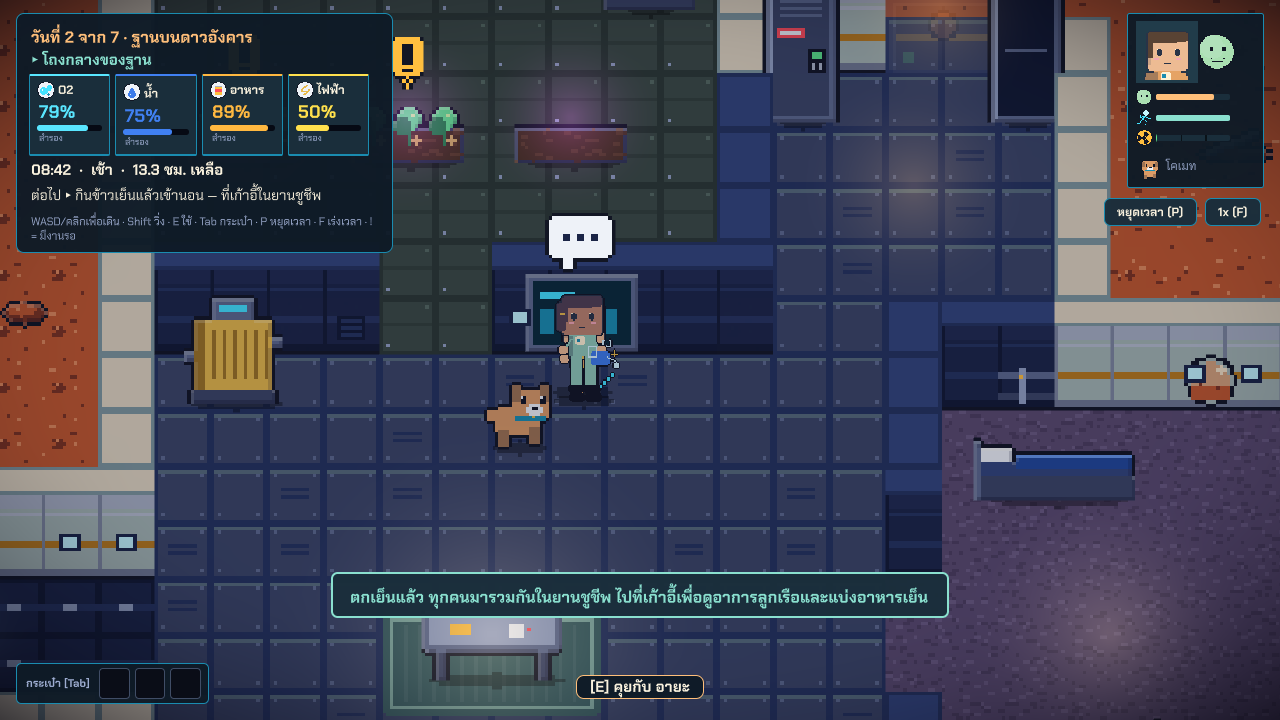 วันที่ 2 จาก 7 · ฐานบนดาวอังคาร
▸ โถงกลางของฐาน
O2
79%
สำรอง
น้ำ
75%
สำรอง
อาหาร
89%
สำรอง
ไฟฟ้า
50%
สำรอง
08:42 · เช้า · 13.3 ชม. เหลือ
ต่อไป ▸ กินข้าวเย็นแล้วเข้านอน — ที่เก้าอี้ในยานชูชีพ
WASD/คลิกเพื่อเดิน · Shift วิ่ง · E ใช้ · Tab กระเป๋า · P หยุดเวลา · F เร่งเวลา · !
= มีงานรอ
โคเมท
หยุดเวลา (P)
1x (F)
ตกเย็นแล้ว ทุกคนมารวมกันในยานชูชีพ ไปที่เก้าอี้เพื่อดูอาการลูกเรือและแบ่งอาหารเย็น
กระเป๋า [Tab]
[E] คุยกับ อายะ